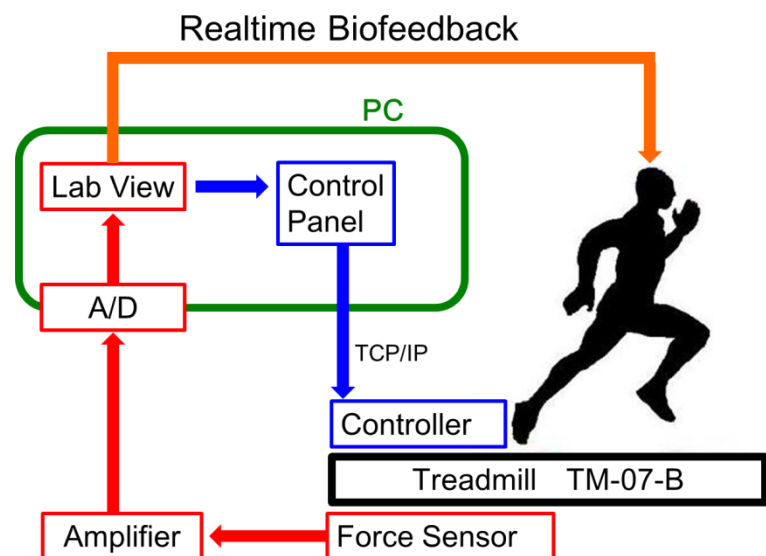 Realtime Biofeedback
PC
Lab View
Control
Panel
A/D
TCP/IP
Controller
Treadmill TM-07-B
Amplifier
Force Sensor